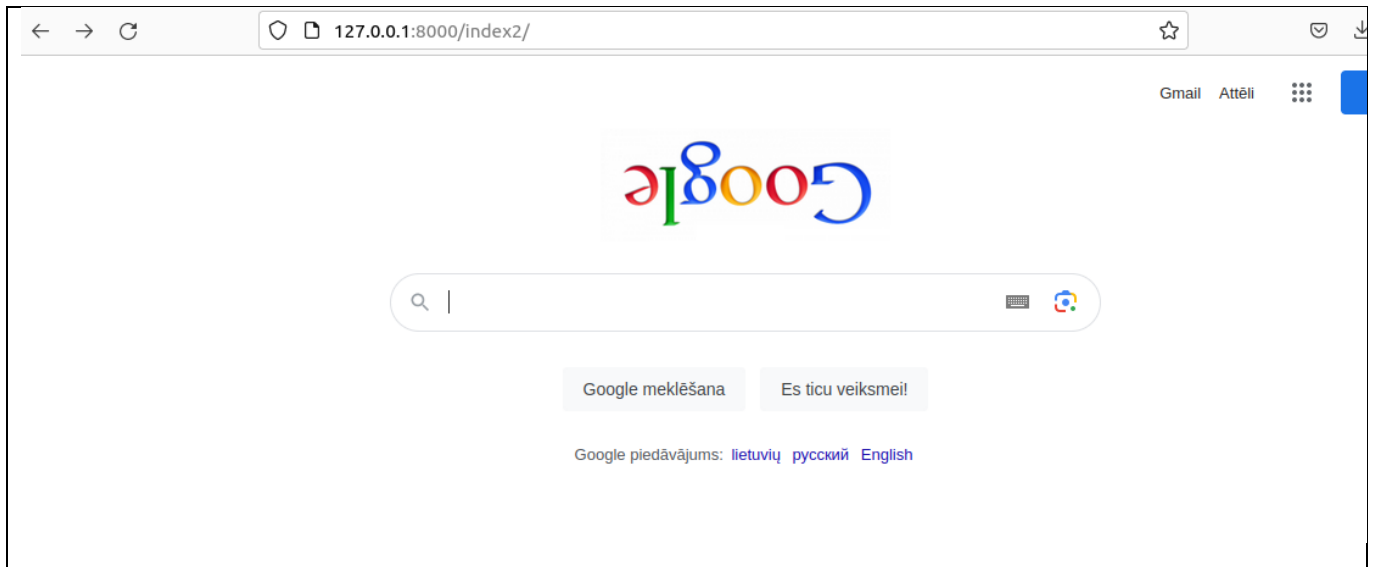 127.0.0.1:8000/index2/
Gmail Attēli
Google
Google meklēšana Es ticu veiksmei!
Google piedāvājums: lietuvių русский English